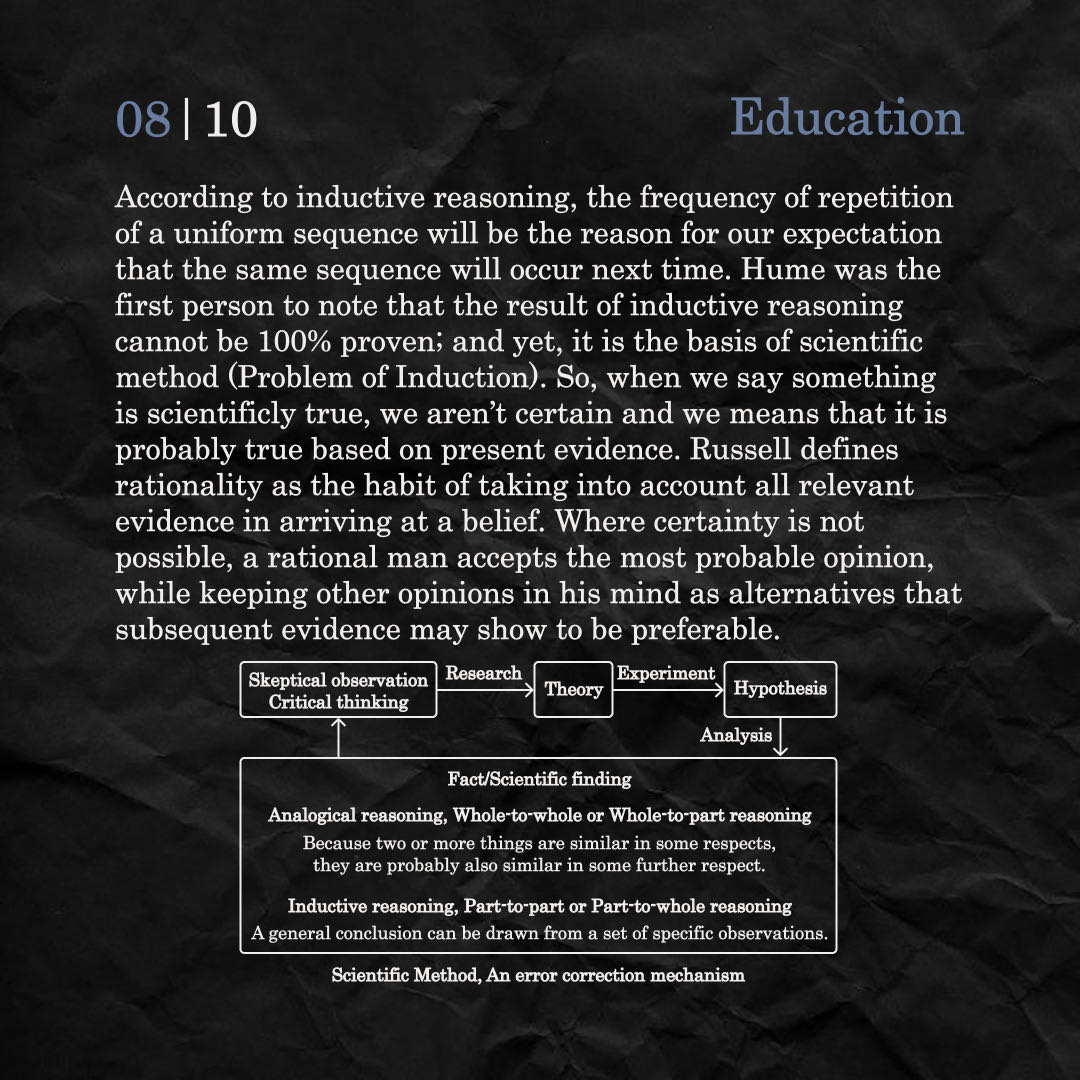 08 | 10
Education
According to inductive reasoning, the frequency of repetition
of a uniform sequence will be the reason for our expectation
that the same sequence will occur next time. Hume was the
first person to note that the result of inductive reasoning
cannot be 100% proven; and yet, it is the basis of scientific
method (Problem of Induction). So, when we say something
is scientificly true, we aren’t certain and we means that it is
probably true based on present evidence. Russell defines
rationality as the habit of taking into account all relevant
evidence in arriving at a belief. Where certainty is not
possible, a rational man accepts the most probable opinion,
while keeping other opinions in his mind as alternatives that
subsequent evidence may show to be preferable.
Skeptical observation
Critical thinking
Research
Theory
Experiment
Hypothesis
Analysis
Fact/Scientific finding
Analogical reasoning, Whole-to-whole or Whole-to-part reasoning
Because two or more things are similar in some respects,
they are probably also similar in some further respect.
Inductive reasoning, Part-to-part or Part-to-whole reasoning
A general conclusion can be drawn from a set of specific observations.
Scientific Method, An error correction mechanism